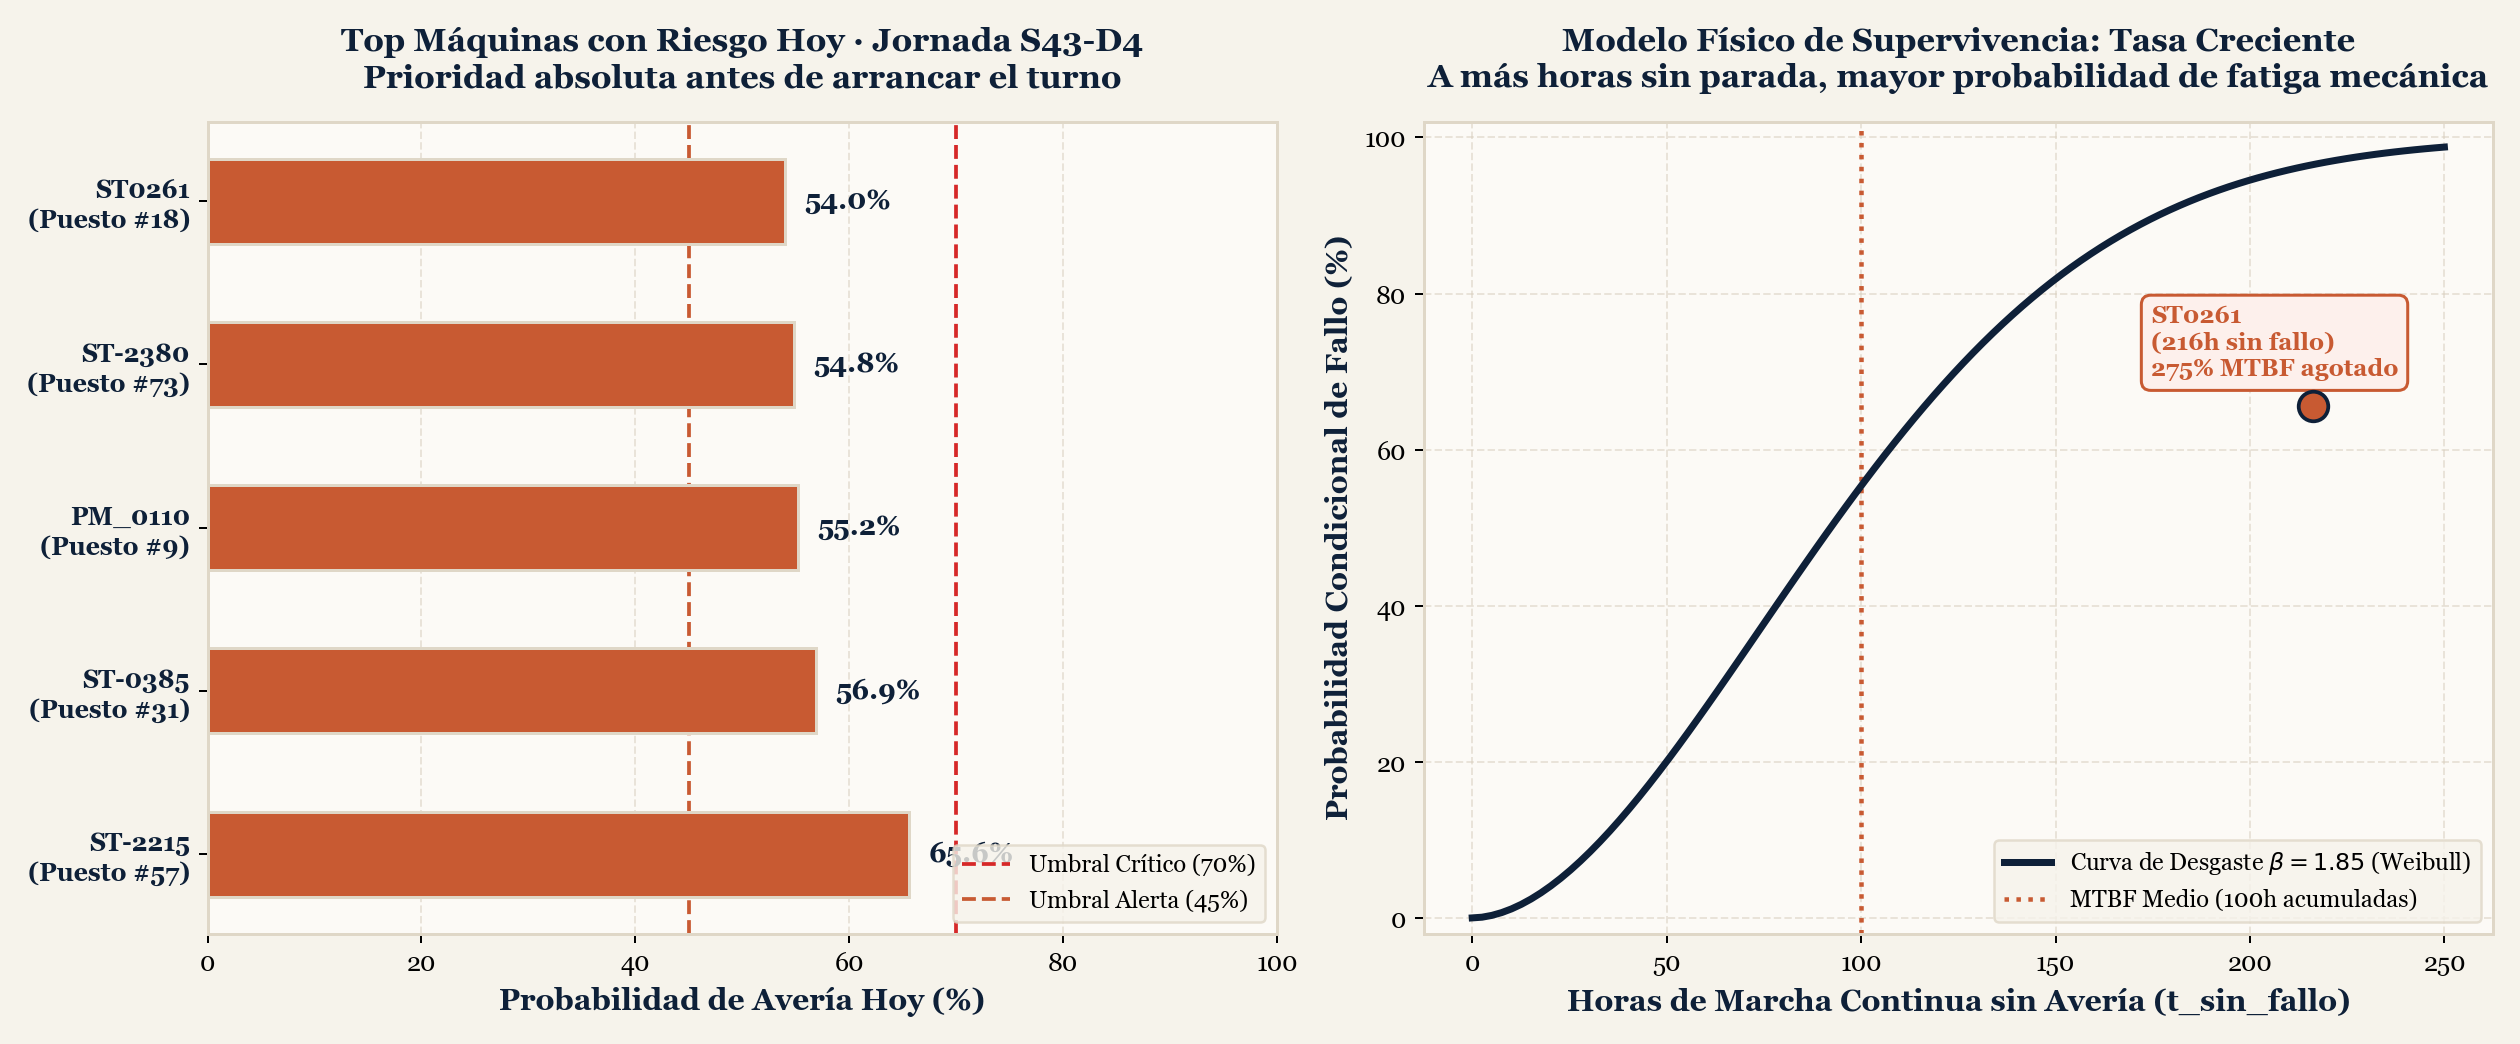 Top Máquinas con Riesgo Hoy · Jornada S43-D4
Prioridad absoluta antes de arrancar el turno
ST0261
(Puesto #18)
54.0%
ST-2380
(Puesto #73)
54.8%
PM_0110
(Puesto #9)
55.2%
ST-0385
(Puesto #31)
56.9%
ST-2215
(Puesto #57)
65.6%
Umbral Crítico (70%)
Umbral Alerta (45%)
0 20 40 60 80 100
Probabilidad de Avería Hoy (%)
Modelo Físico de Supervivencia: Tasa Creciente
A más horas sin parada, mayor probabilidad de fatiga mecánica
Probabilidad Condicional de Fallo (%)
100
80
60
40
20
0
ST0261
(216h sin fallo)
275% MTBF agotado
Curva de Desgaste β = 1.85 (Weibull)
MTBF Medio (100h acumuladas)
0 50 100 150 200 250
Horas de Marcha Continua sin Avería (t_sin_fallo)